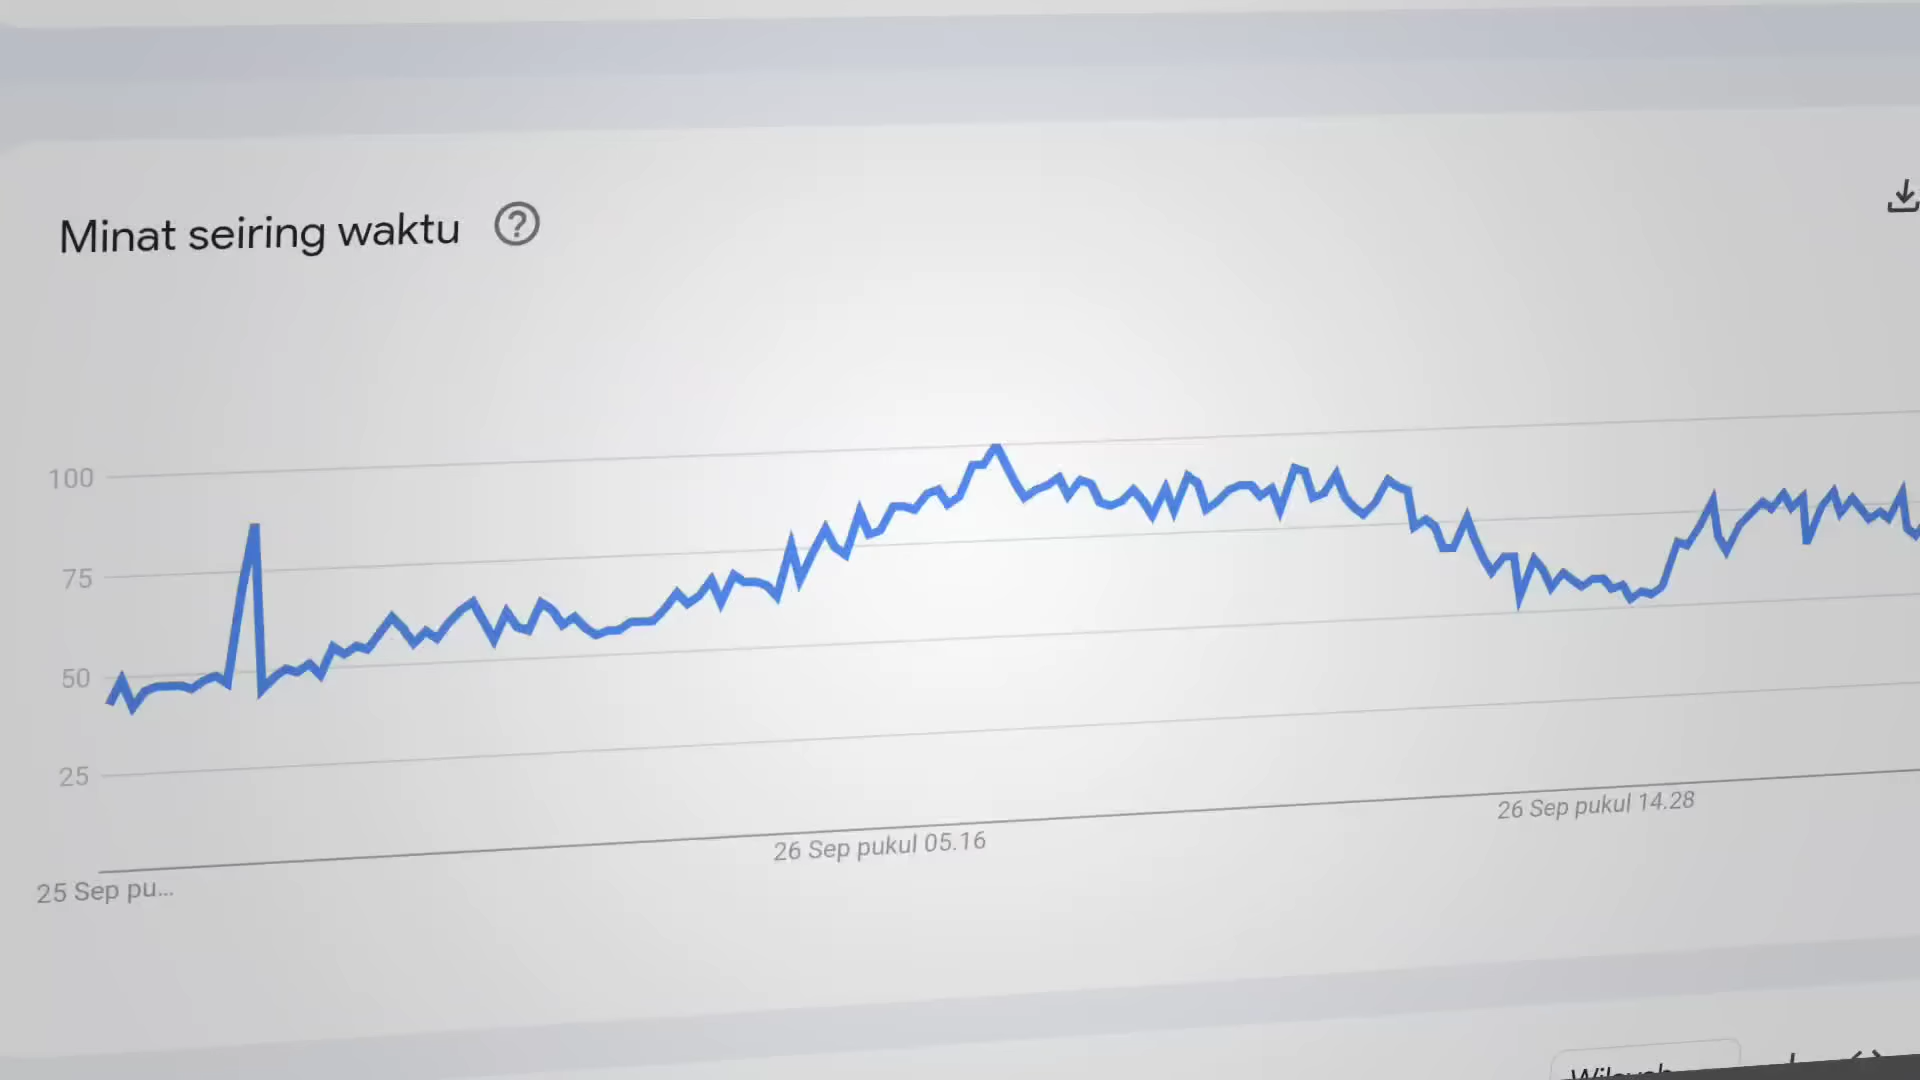 Minat seiring waktu
100
75
50
25
25 Sep pu...
26 Sep pukul 05.16
26 Sep pukul 14.28